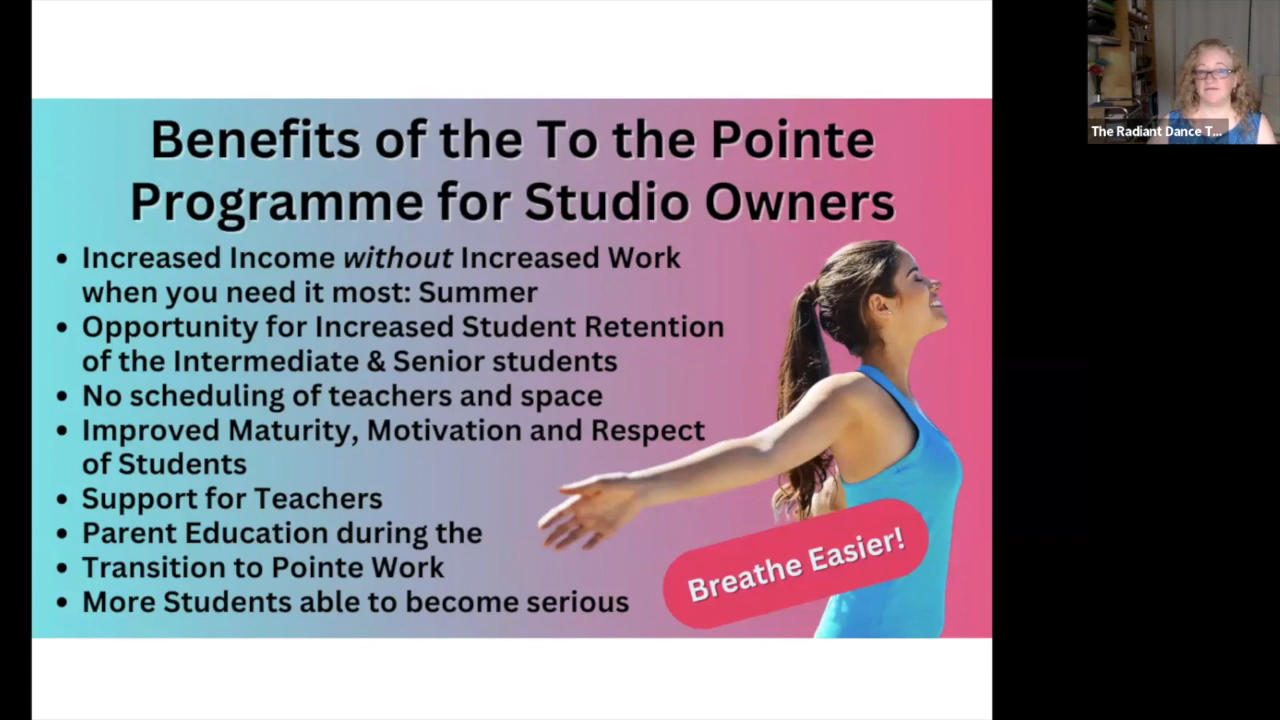 Benefits of the To the Pointe
Programme for Studio Owners
• Increased Income without Increased Work
when you need it most: Summer
• Opportunity for Increased Student Retention
of the Intermediate & Senior students
• No scheduling of teachers and space
• Improved Maturity, Motivation and Respect
of Students
• Support for Teachers
• Parent Education during the
• Transition to Pointe Work
• More Students able to become serious
Breathe Easier!
The Radiant Dance T...